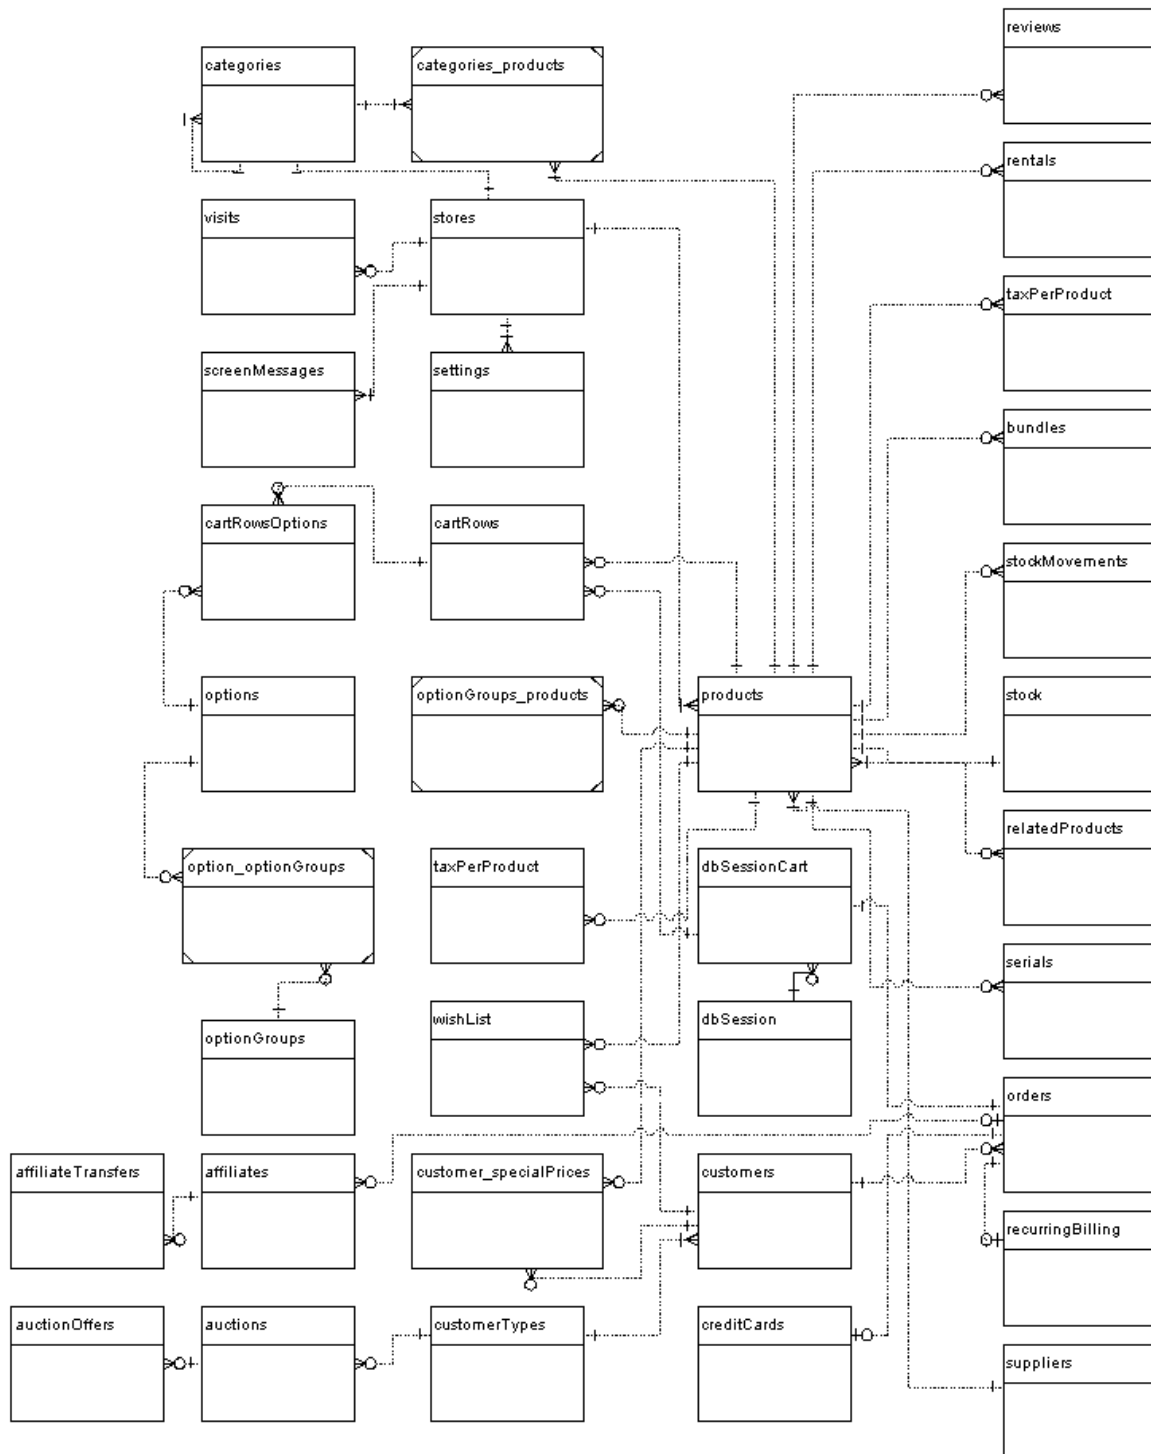 reviews
categories
categories_products
rentals
visits
stores
taxPerProduct
screenMessages
settings
bundles
cartRowsOptions
cartRows
stockMovements
options
optionGroups_products
products
stock
relatedProducts
option_optionGroups
taxPerProduct
dbSessionCart
serials
wishList
dbSession
optionGroups
orders
affiliateTransfers
affiliates
customer_specialPrices
customers
recurringBilling
auctionOffers
auctions
customerTypes
creditCards
suppliers